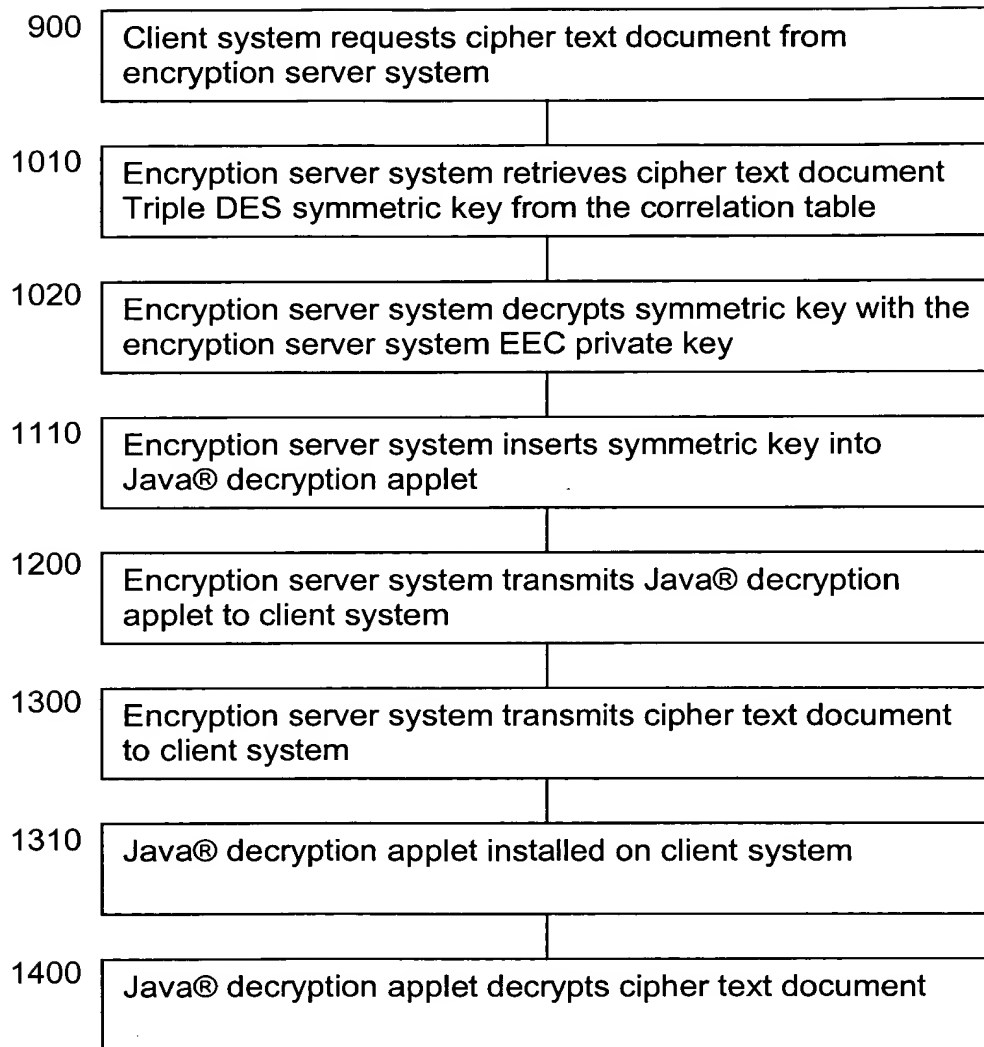 900
Client system requests cipher text document from
encryption server system
1010
Encryption server system retrieves cipher text document
Triple DES symmetric key from the correlation table
1020
Encryption server system decrypts symmetric key with the
encryption server system EEC private key
1110
Encryption server system inserts symmetric key into
Java® decryption applet
1200
Encryption server system transmits Java® decryption
applet to client system
1300
Encryption server system transmits cipher text document
to client system
1310
Java® decryption applet installed on client system
1400
Java® decryption applet decrypts cipher text document